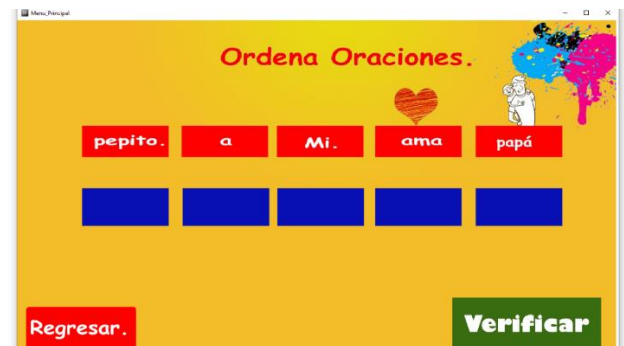 Menu_Principal
Ordena Oraciones.
pepito. a Mi. ama papá
Regresar. Verificar